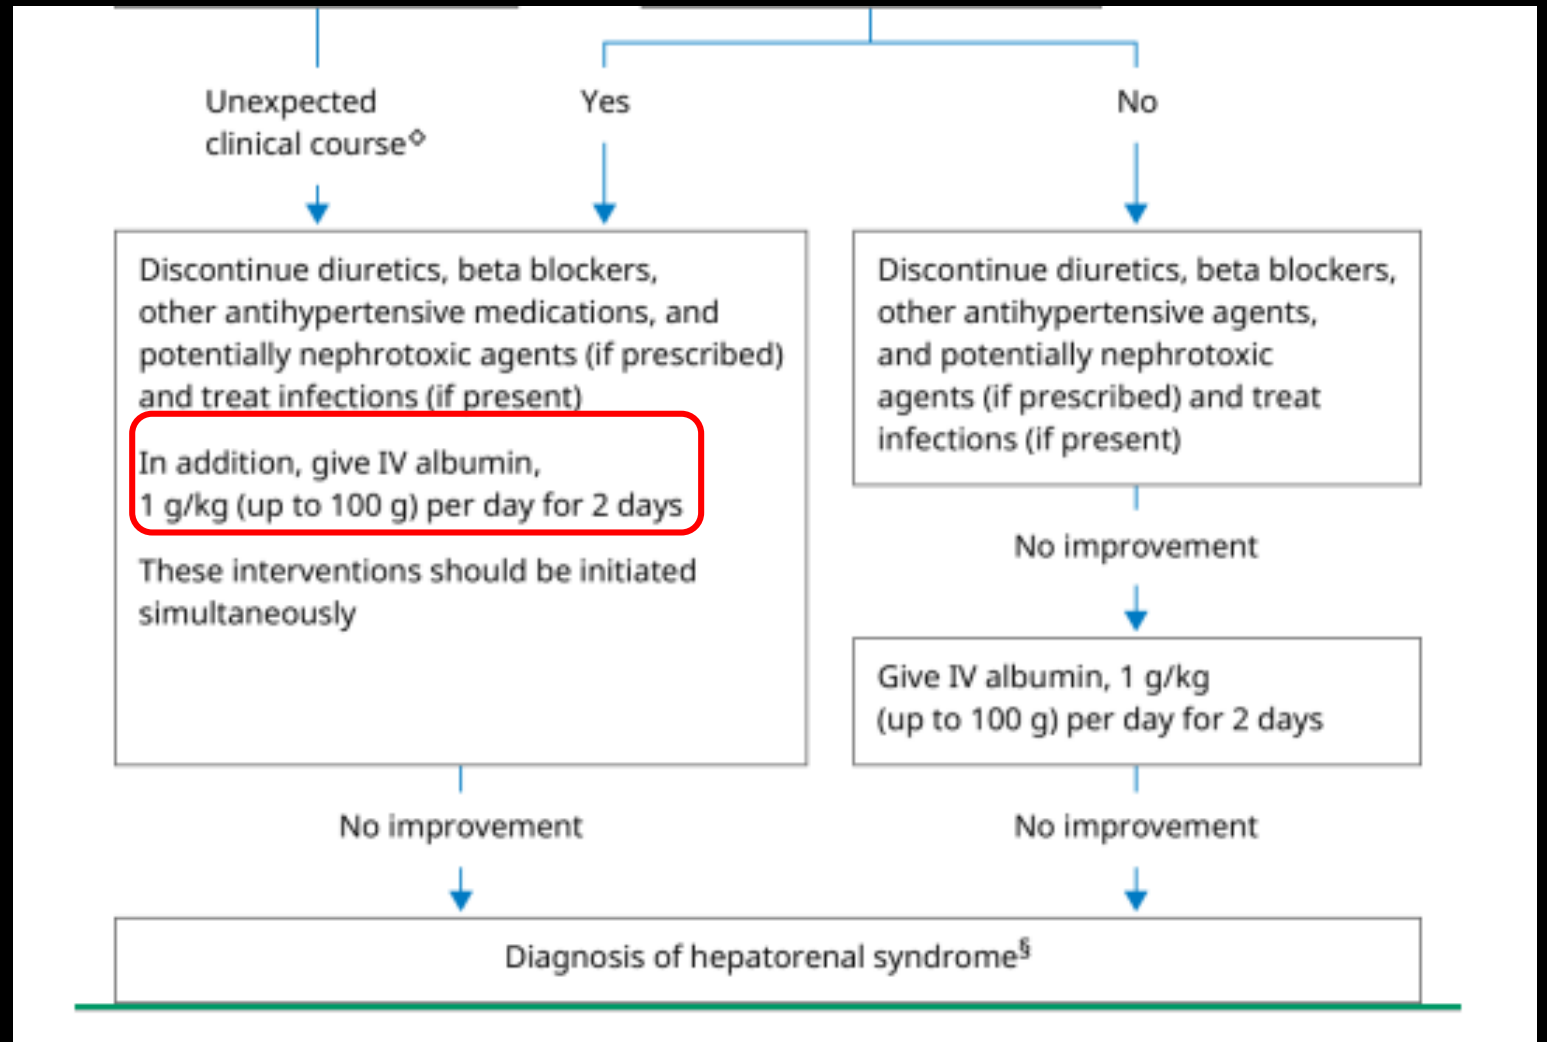 Unexpected
clinical course◇
Yes
No
Discontinue diuretics, beta blockers,
other antihypertensive medications, and
potentially nephrotoxic agents (if prescribed)
and treat infections (if present)
In addition, give IV albumin,
1 g/kg (up to 100 g) per day for 2 days
These interventions should be initiated
simultaneously
Discontinue diuretics, beta blockers,
other antihypertensive agents,
and potentially nephrotoxic
agents (if prescribed) and treat
infections (if present)
No improvement
Give IV albumin, 1 g/kg
(up to 100 g) per day for 2 days
No improvement
No improvement
Diagnosis of hepatorenal syndrome§